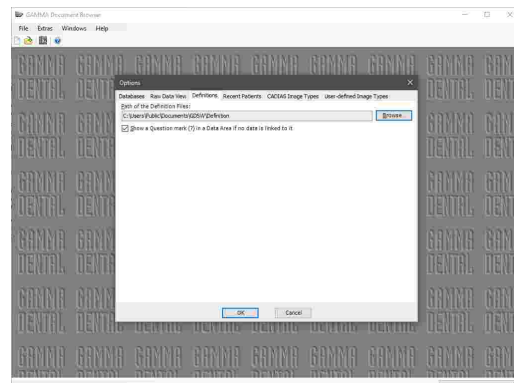 GAMMA Document Browser
File Extras Windows Help
Options
Databases Raw Data View Definitions Recent Patients CADIAS Image Types User-defined Image Types
Path of the Definition Files:
C:\Users\Public\Documents\GDSW\Definition
Browse...
Show a Question mark (?) in a Data Area if no data is linked to it
OK Cancel
GAMMA DENTAL